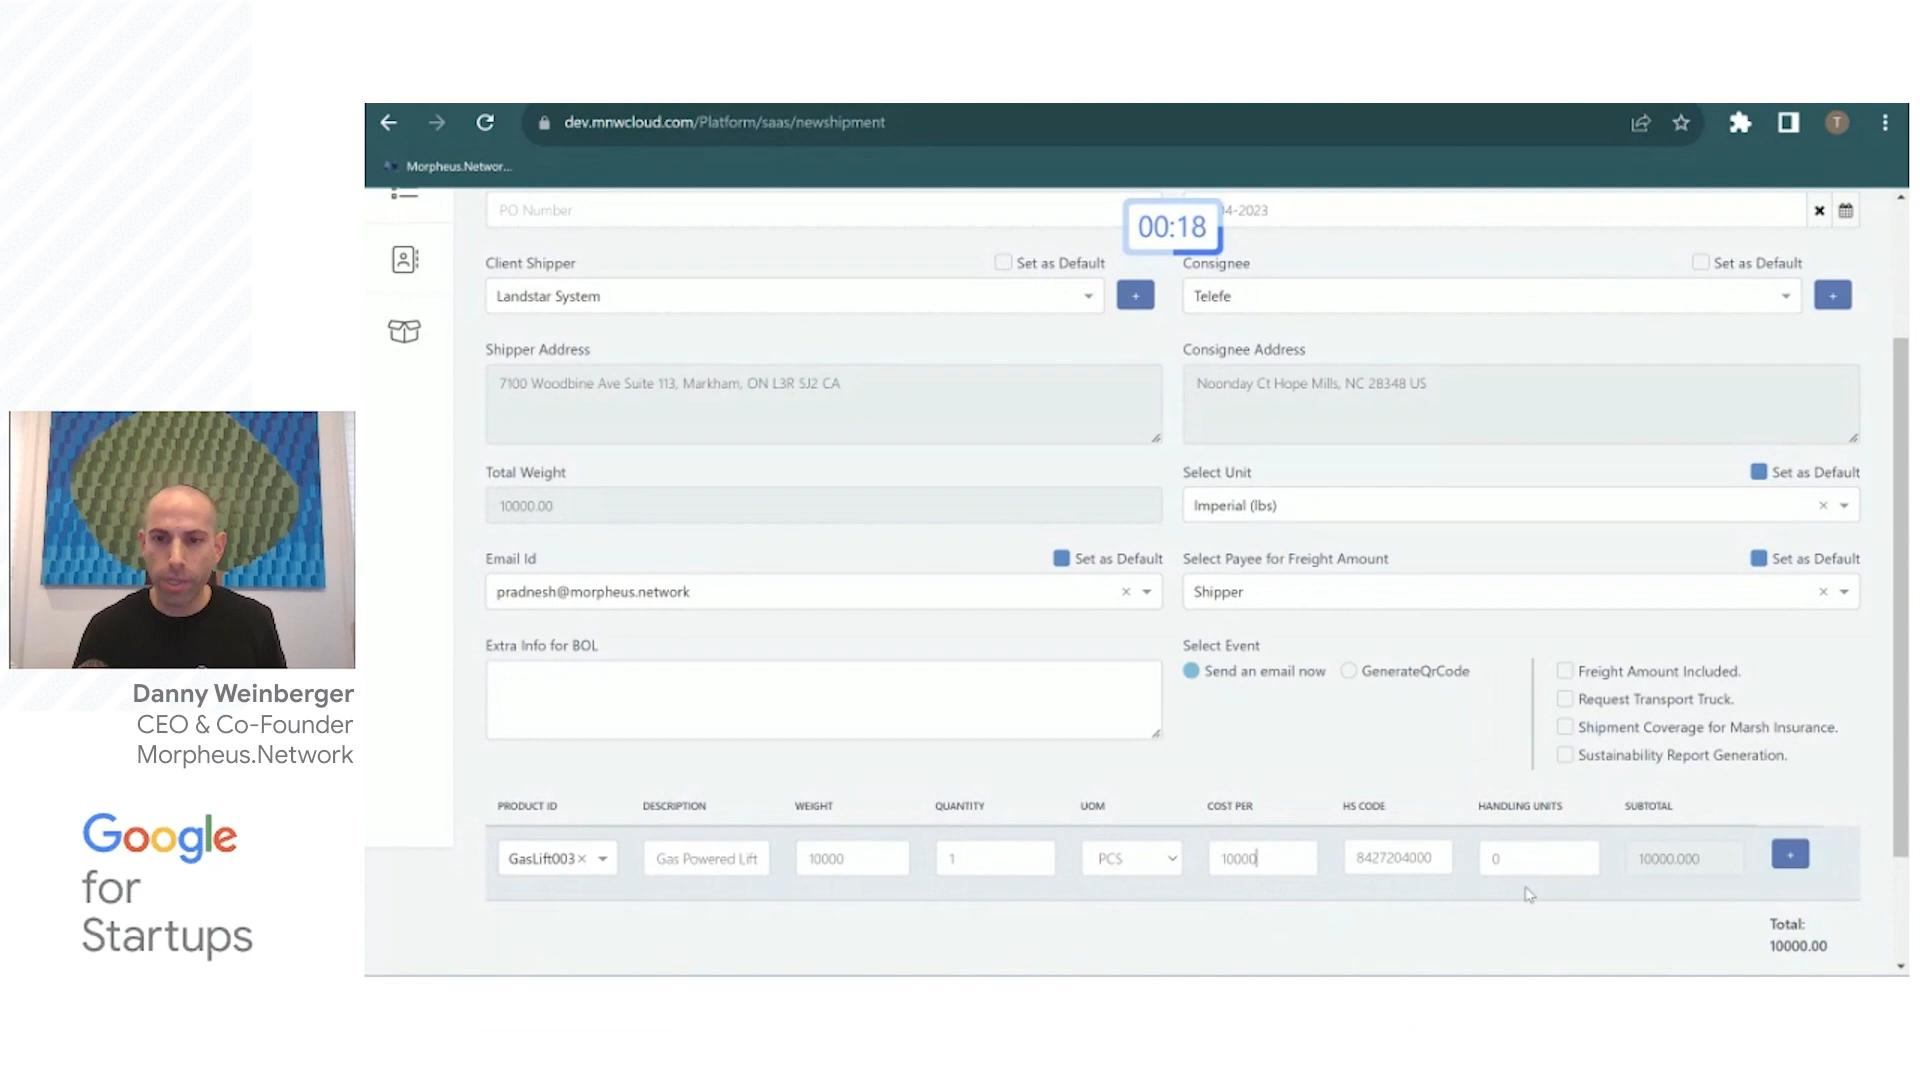 dev.mnwcloud.com/Platform/saas/newshipment
T
Morpheus.Networ...
PO Number
4-2023
00:18
Client Shipper
Set as Default
Consignee
Set as Default
Landstar System
+
Telefe
+
Shipper Address
Consignee Address
7100 Woodbine Ave Suite 113, Markham, ON L3R 5J2 CA
Noonday Ct Hope Mills, NC 28348 US
Total Weight
Select Unit
Set as Default
10000.00
Imperial (lbs)
Email Id
Set as Default
Select Payee for Freight Amount
Set as Default
pradnesh@morpheus.network
Shipper
Extra Info for BOL
Select Event
Send an email now
GenerateQrCode
Freight Amount Included.
Request Transport Truck.
Shipment Coverage for Marsh Insurance.
Sustainability Report Generation.
PRODUCT ID DESCRIPTION WEIGHT QUANTITY UOM COST PER HS CODE HANDLING UNITS SUBTOTAL
GasLift003 Gas Powered Lift 10000 1 PCS 10000 8427204000 0 10000.000 +
Total:
10000.00
Danny Weinberger
CEO & Co-Founder
Morpheus.Network
Google
for
Startups